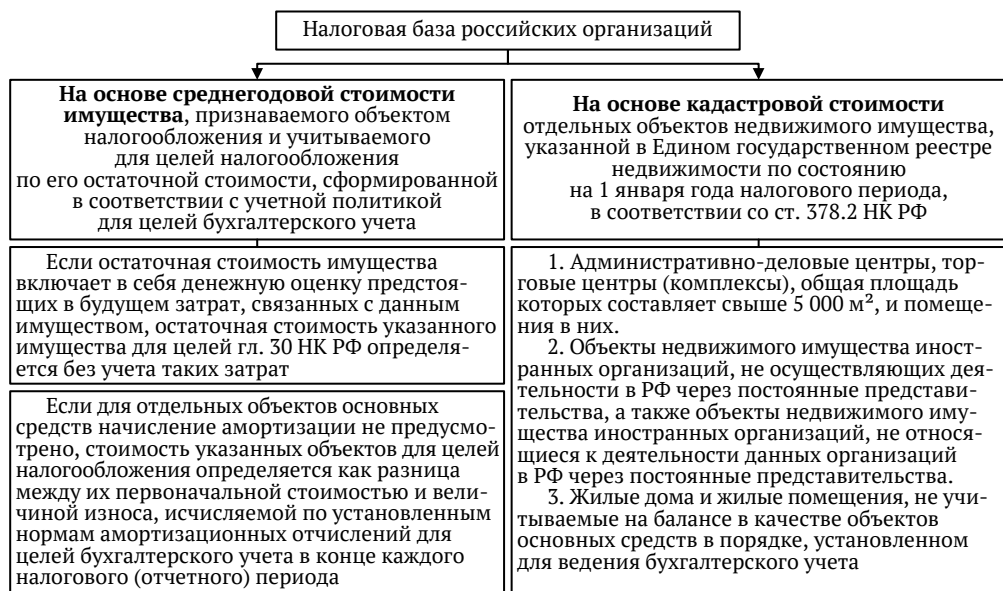 Налоговая база российских организаций
На основе среднегодовой стоимости
имущества, признаваемого объектом
налогообложения и учитываемого
для целей налогообложения
по его остаточной стоимости, сформированной
в соответствии с учетной политикой
для целей бухгалтерского учета
Если остаточная стоимость имущества
включает в себя денежную оценку предстоя-
щих в будущем затрат, связанных с данным
имуществом, остаточная стоимость указанного
имущества для целей гл. 30 НК РФ определя-
ется без учета таких затрат
Если для отдельных объектов основных
средств начисление амортизации не предусмо-
трено, стоимость указанных объектов для целей
налогообложения определяется как разница
между их первоначальной стоимостью и вели-
чиной износа, исчисляемой по установленным
нормам амортизационных отчислений для
целей бухгалтерского учета в конце каждого
налогового (отчетного) периода
На основе кадастровой стоимости
отдельных объектов недвижимого имущества,
указанной в Едином государственном реестре
недвижимости по состоянию
на 1 января года налогового периода,
в соответствии со ст. 378.2 НК РФ
1. Административно-деловые центры, тор-
говые центры (комплексы), общая площадь
которых составляет свыше 5 000 м², и помеще-
ния в них.
2. Объекты недвижимого имущества иност-
ранных организаций, не осуществляющих дея-
тельности в РФ через постоянные представи-
тельства, а также объекты недвижимого иму-
щества иностранных организаций, не относя-
щиеся к деятельности данных организаций
в РФ через постоянные представительства.
3. Жилые дома и жилые помещения, не учи-
тываемые на балансе в качестве объектов
основных средств в порядке, установленном
для ведения бухгалтерского учета